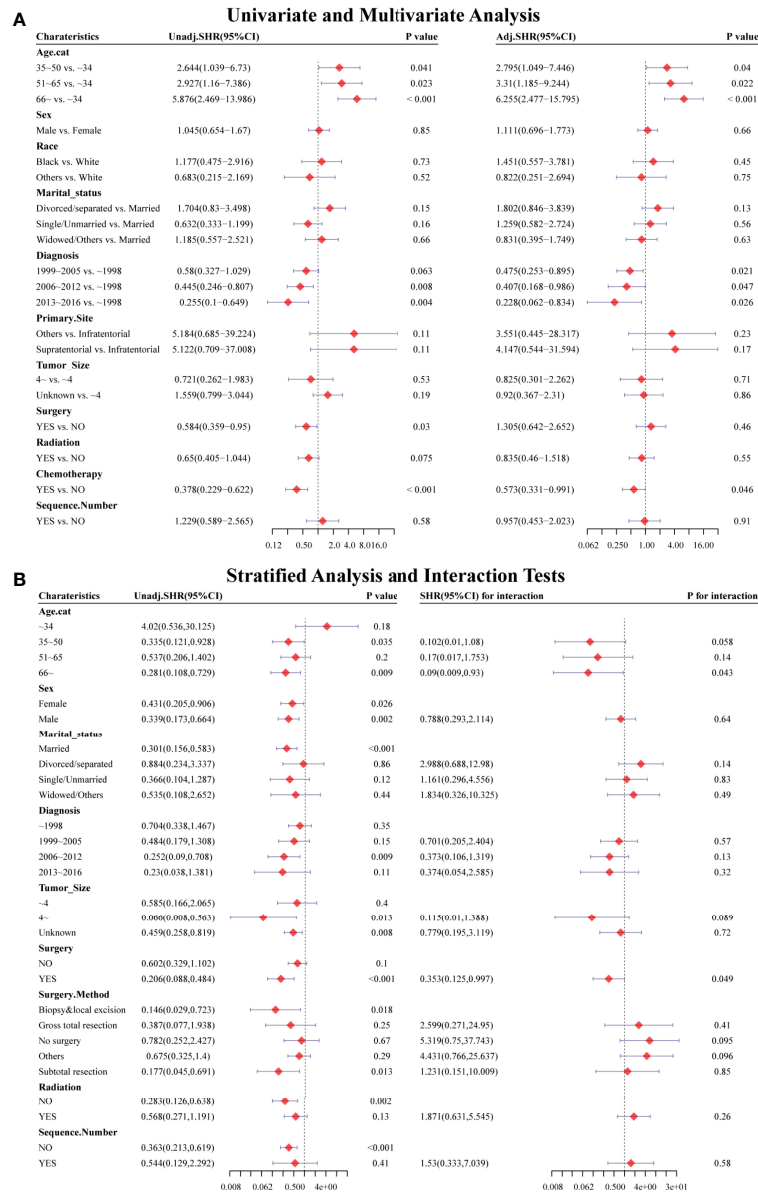 A
Univariate and Multivariate Analysis
Charateristics Unadj.SHR(95%CI) P value Adj.SHR(95%CI) P value
Age.cat
35~50 vs. ~34 2.644(1.039−6.73) 0.041 2.795(1.049−7.446) 0.04
51~65 vs. ~34 2.927(1.16−7.386) 0.023 3.31(1.185−9.244) 0.022
66~ vs. ~34 5.876(2.469−13.986) < 0.001 6.255(2.477−15.795) < 0.001
Sex
Male vs. Female 1.045(0.654−1.67) 0.85 1.111(0.696−1.773) 0.66
Race
Black vs. White 1.177(0.475−2.916) 0.73 1.451(0.557−3.781) 0.45
Others vs. White 0.683(0.215−2.169) 0.52 0.822(0.251−2.694) 0.75
Marital_status
Divorced/separated vs. Married 1.704(0.83−3.498) 0.15 1.802(0.846−3.839) 0.13
Single/Unmarried vs. Married 0.632(0.333−1.199) 0.16 1.259(0.582−2.724) 0.56
Widowed/Others vs. Married 1.185(0.557−2.521) 0.66 0.831(0.395−1.749) 0.63
Diagnosis
1999~2005 vs. ~1998 0.58(0.327−1.029) 0.063 0.475(0.253−0.895) 0.021
2006~2012 vs. ~1998 0.445(0.246−0.807) 0.008 0.407(0.168−0.986) 0.047
2013~2016 vs. ~1998 0.255(0.1−0.649) 0.004 0.228(0.062−0.834) 0.026
Primary.Site
Others vs. Infratentorial 5.184(0.685−39.224) 0.11 3.551(0.445−28.317) 0.23
Supratentorial vs. Infratentorial 5.122(0.709−37.008) 0.11 4.147(0.544−31.594) 0.17
Tumor_Size
4~ vs. ~4 0.721(0.262−1.983) 0.53 0.825(0.301−2.262) 0.71
Unknown vs. ~4 1.559(0.799−3.044) 0.19 0.92(0.367−2.31) 0.86
Surgery
YES vs. NO 0.584(0.359−0.95) 0.03 1.305(0.642−2.652) 0.46
Radiation
YES vs. NO 0.65(0.405−1.044) 0.075 0.835(0.46−1.518) 0.55
Chemotherapy
YES vs. NO 0.378(0.229−0.622) < 0.001 0.573(0.331−0.991) 0.046
Sequence.Number
YES vs. NO 1.229(0.589−2.565) 0.58 0.957(0.453−2.023) 0.91
0.12 0.50 2.0 4.0 8.0 16.0 0.062 0.250 1.00 4.00 16.00
B
Stratified Analysis and Interaction Tests
Charateristics Unadj.SHR(95%CI) P value SHR(95%CI) for interaction P for interaction
Age.cat
~34 4.02(0.536,30.125) 0.18
35~50 0.335(0.121,0.928) 0.035 0.102(0.01,1.08) 0.058
51~65 0.537(0.206,1.402) 0.2 0.17(0.017,1.753) 0.14
66~ 0.281(0.108,0.729) 0.009 0.09(0.009,0.93) 0.043
Sex
Female 0.431(0.205,0.906) 0.026
Male 0.339(0.173,0.664) 0.002 0.788(0.293,2.114) 0.64
Marital_status
Married 0.301(0.156,0.583) <0.001
Divorced/separated 0.884(0.234,3.337) 0.86 2.988(0.688,12.98) 0.14
Single/Unmarried 0.366(0.104,1.287) 0.12 1.161(0.296,4.556) 0.83
Widowed/Others 0.535(0.108,2.652) 0.44 1.834(0.326,10.325) 0.49
Diagnosis
~1998 0.704(0.338,1.467) 0.35
1999~2005 0.484(0.179,1.308) 0.15 0.701(0.205,2.404) 0.57
2006~2012 0.252(0.09,0.708) 0.009 0.373(0.106,1.319) 0.13
2013~2016 0.23(0.038,1.381) 0.11 0.374(0.054,2.585) 0.32
Tumor_Size
~4 0.585(0.166,2.065) 0.4
4~ 0.066(0.008,0.563) 0.013 0.115(0.01,1.388) 0.089
Unknown 0.459(0.258,0.819) 0.008 0.779(0.195,3.119) 0.72
Surgery
NO 0.602(0.329,1.102) 0.1
YES 0.206(0.088,0.484) <0.001 0.353(0.125,0.997) 0.049
Surgery.Method
Biopsy&local excision 0.146(0.029,0.723) 0.018
Gross total resection 0.387(0.077,1.938) 0.25 2.599(0.271,24.95) 0.41
No surgery 0.782(0.252,2.427) 0.67 5.319(0.75,37.743) 0.095
Others 0.675(0.325,1.4) 0.29 4.431(0.766,25.637) 0.096
Subtotal resection 0.177(0.045,0.691) 0.013 1.231(0.151,10.009) 0.85
Radiation
NO 0.283(0.126,0.638) 0.002
YES 0.568(0.271,1.191) 0.13 1.871(0.631,5.545) 0.26
Sequence.Number
NO 0.363(0.213,0.619) <0.001
YES 0.544(0.129,2.292) 0.41 1.53(0.333,7.039) 0.58
0.008 0.062 0.500 4e+00 0.008 0.062 0.500 4e+00 3e+01